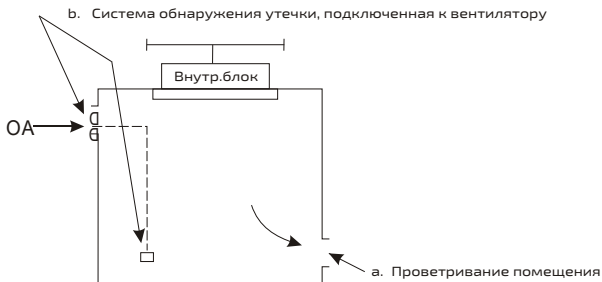 b. Система обнаружения утечки, подключенная к вентилятору
Внутр.блок
OA
a. Проветривание помещения